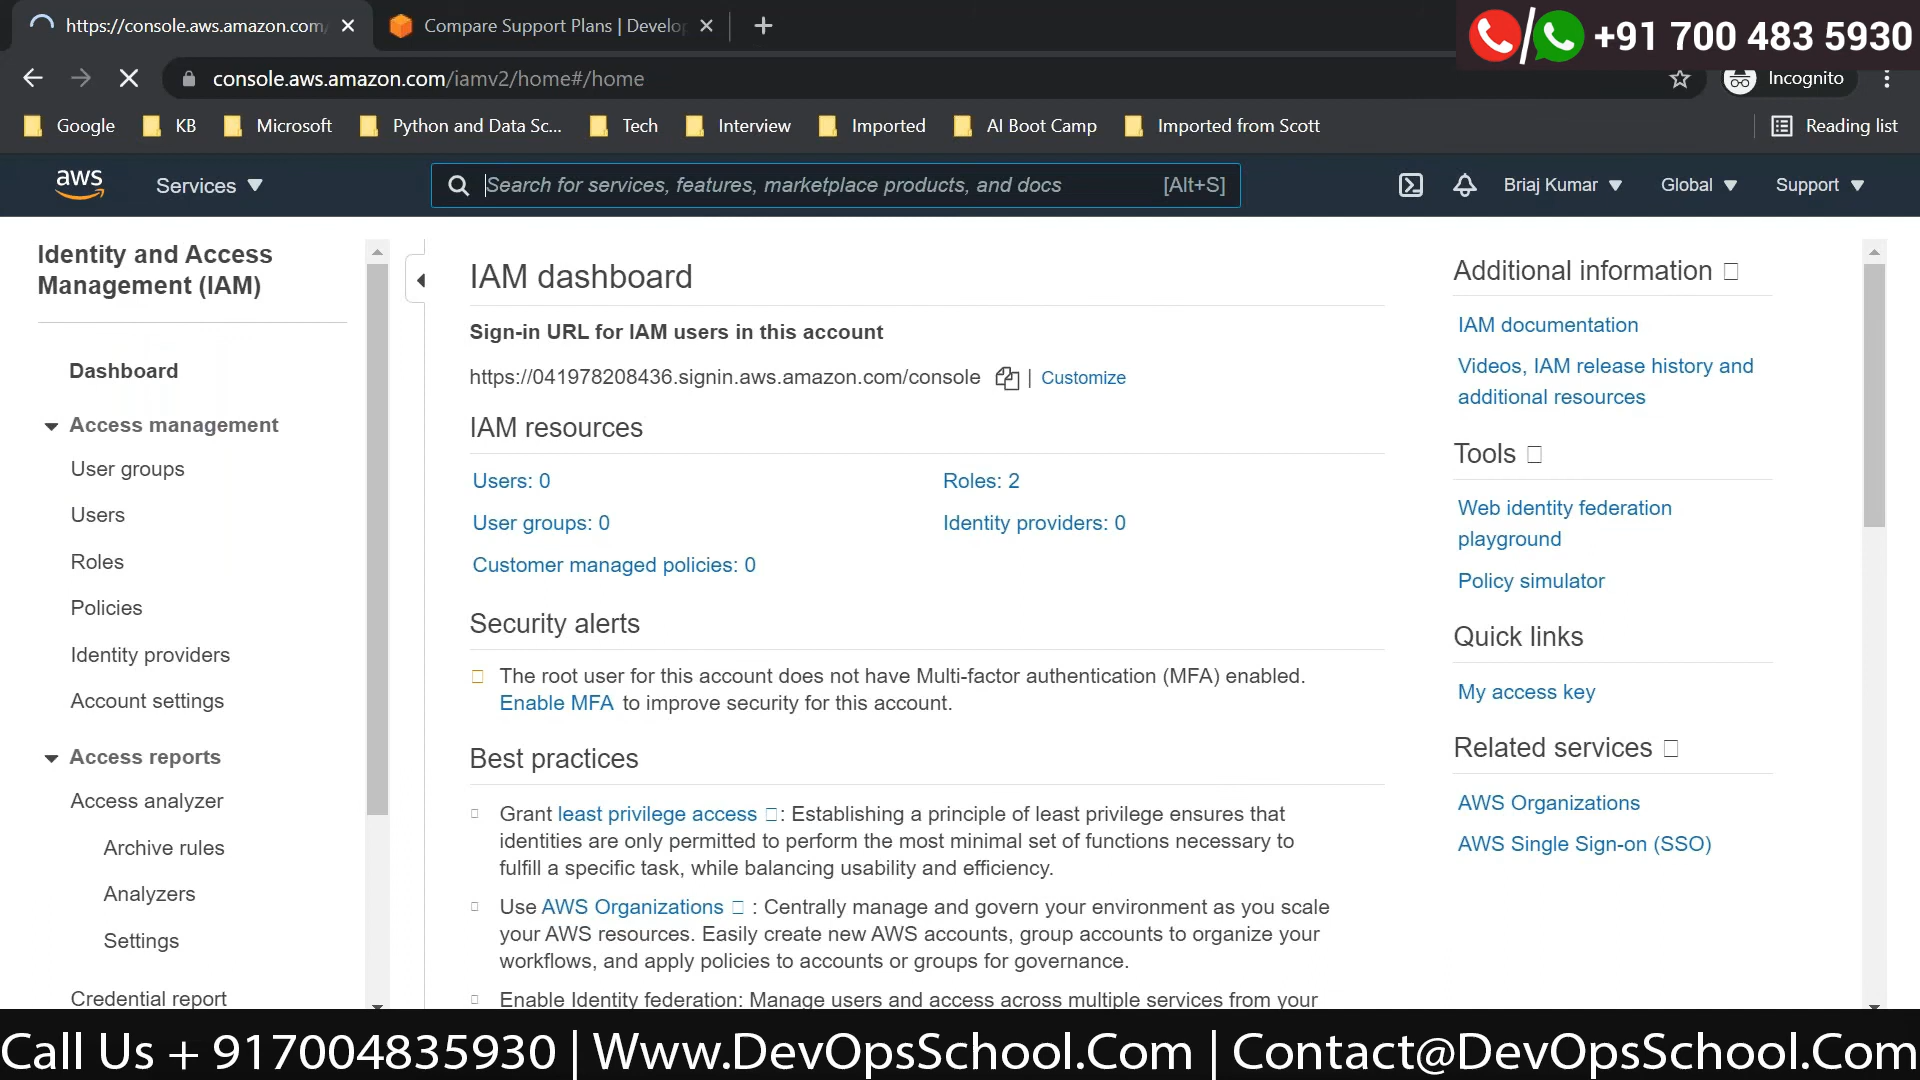 https://console.aws.amazon.com/
Compare Support Plans | Develop
+91 700 483 5930
console.aws.amazon.com/iamv2/home#/home
Incognito
Google
KB
Microsoft
Python and Data Sc...
Tech
Interview
Imported
AI Boot Camp
Imported from Scott
Reading list
aws
Services
Search for services, features, marketplace products, and docs
[Alt+S]
Briaj Kumar
Global
Support
Identity and Access
Management (IAM)
Dashboard
Access management
User groups
Users
Roles
Policies
Identity providers
Account settings
Access reports
Access analyzer
Archive rules
Analyzers
Settings
Credential report
IAM dashboard
Sign-in URL for IAM users in this account
https://041978208436.signin.aws.amazon.com/console | Customize
IAM resources
Users: 0
Roles: 2
User groups: 0
Identity providers: 0
Customer managed policies: 0
Security alerts
The root user for this account does not have Multi-factor authentication (MFA) enabled.
Enable MFA to improve security for this account.
Best practices
Grant least privilege access : Establishing a principle of least privilege ensures that
identities are only permitted to perform the most minimal set of functions necessary to
fulfill a specific task, while balancing usability and efficiency.
Use AWS Organizations : Centrally manage and govern your environment as you scale
your AWS resources. Easily create new AWS accounts, group accounts to organize your
workflows, and apply policies to accounts or groups for governance.
Enable Identity federation: Manage users and access across multiple services from your
Additional information
IAM documentation
Videos, IAM release history and
additional resources
Tools
Web identity federation
playground
Policy simulator
Quick links
My access key
Related services
AWS Organizations
AWS Single Sign-on (SSO)
Call Us + 917004835930 | Www.DevOpsSchool.Com | Contact@DevOpsSchool.Com